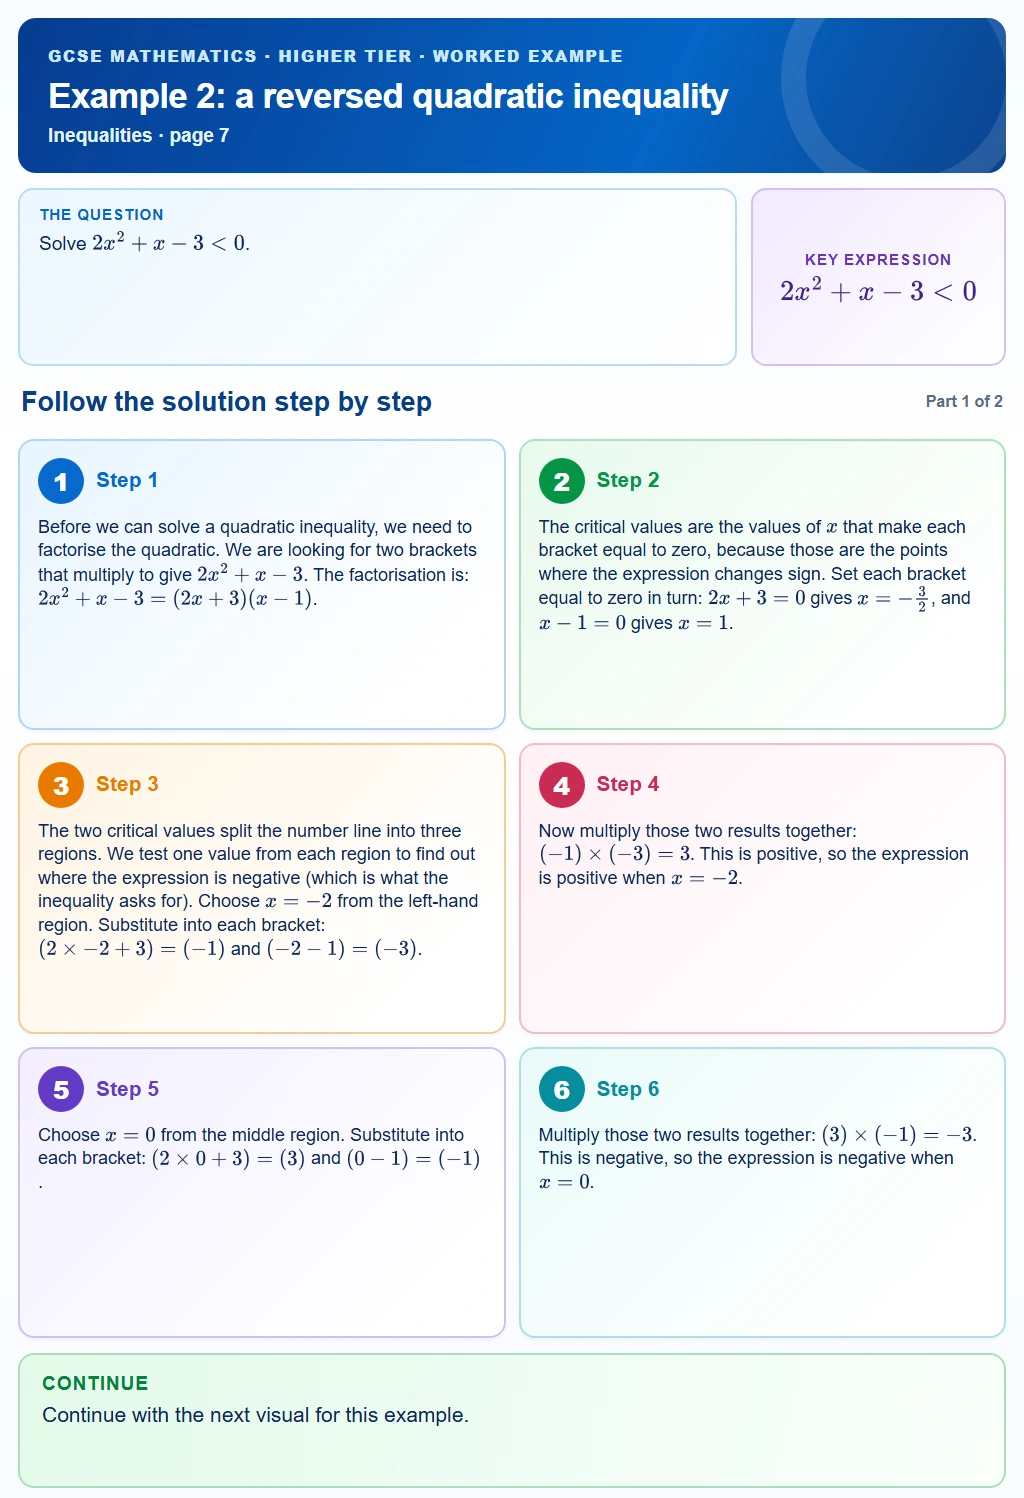 GCSE MATHEMATICS · HIGHER TIER · WORKED EXAMPLE
Example 2: a reversed quadratic inequality
Inequalities · page 7
THE QUESTION
Solve 2x² + x − 3 < 0.
KEY EXPRESSION
2x² + x − 3 < 0
Follow the solution step by step
Part 1 of 2
1 Step 1
Before we can solve a quadratic inequality, we need to
factorise the quadratic. We are looking for two brackets
that multiply to give 2x² + x − 3. The factorisation is:
2x² + x − 3 = (2x + 3)(x − 1).
2 Step 2
The critical values are the values of x that make each
bracket equal to zero, because those are the points
where the expression changes sign. Set each bracket
equal to zero in turn: 2x + 3 = 0 gives x = −3/2, and
x − 1 = 0 gives x = 1.
3 Step 3
The two critical values split the number line into three
regions. We test one value from each region to find out
where the expression is negative (which is what the
inequality asks for). Choose x = −2 from the left-hand
region. Substitute into each bracket:
(2 × −2 + 3) = (−1) and (−2 − 1) = (−3).
4 Step 4
Now multiply those two results together:
(−1) × (−3) = 3. This is positive, so the expression
is positive when x = −2.
5 Step 5
Choose x = 0 from the middle region. Substitute into
each bracket: (2 × 0 + 3) = (3) and (0 − 1) = (−1)
.
6 Step 6
Multiply those two results together: (3) × (−1) = −3.
This is negative, so the expression is negative when
x = 0.
CONTINUE
Continue with the next visual for this example.